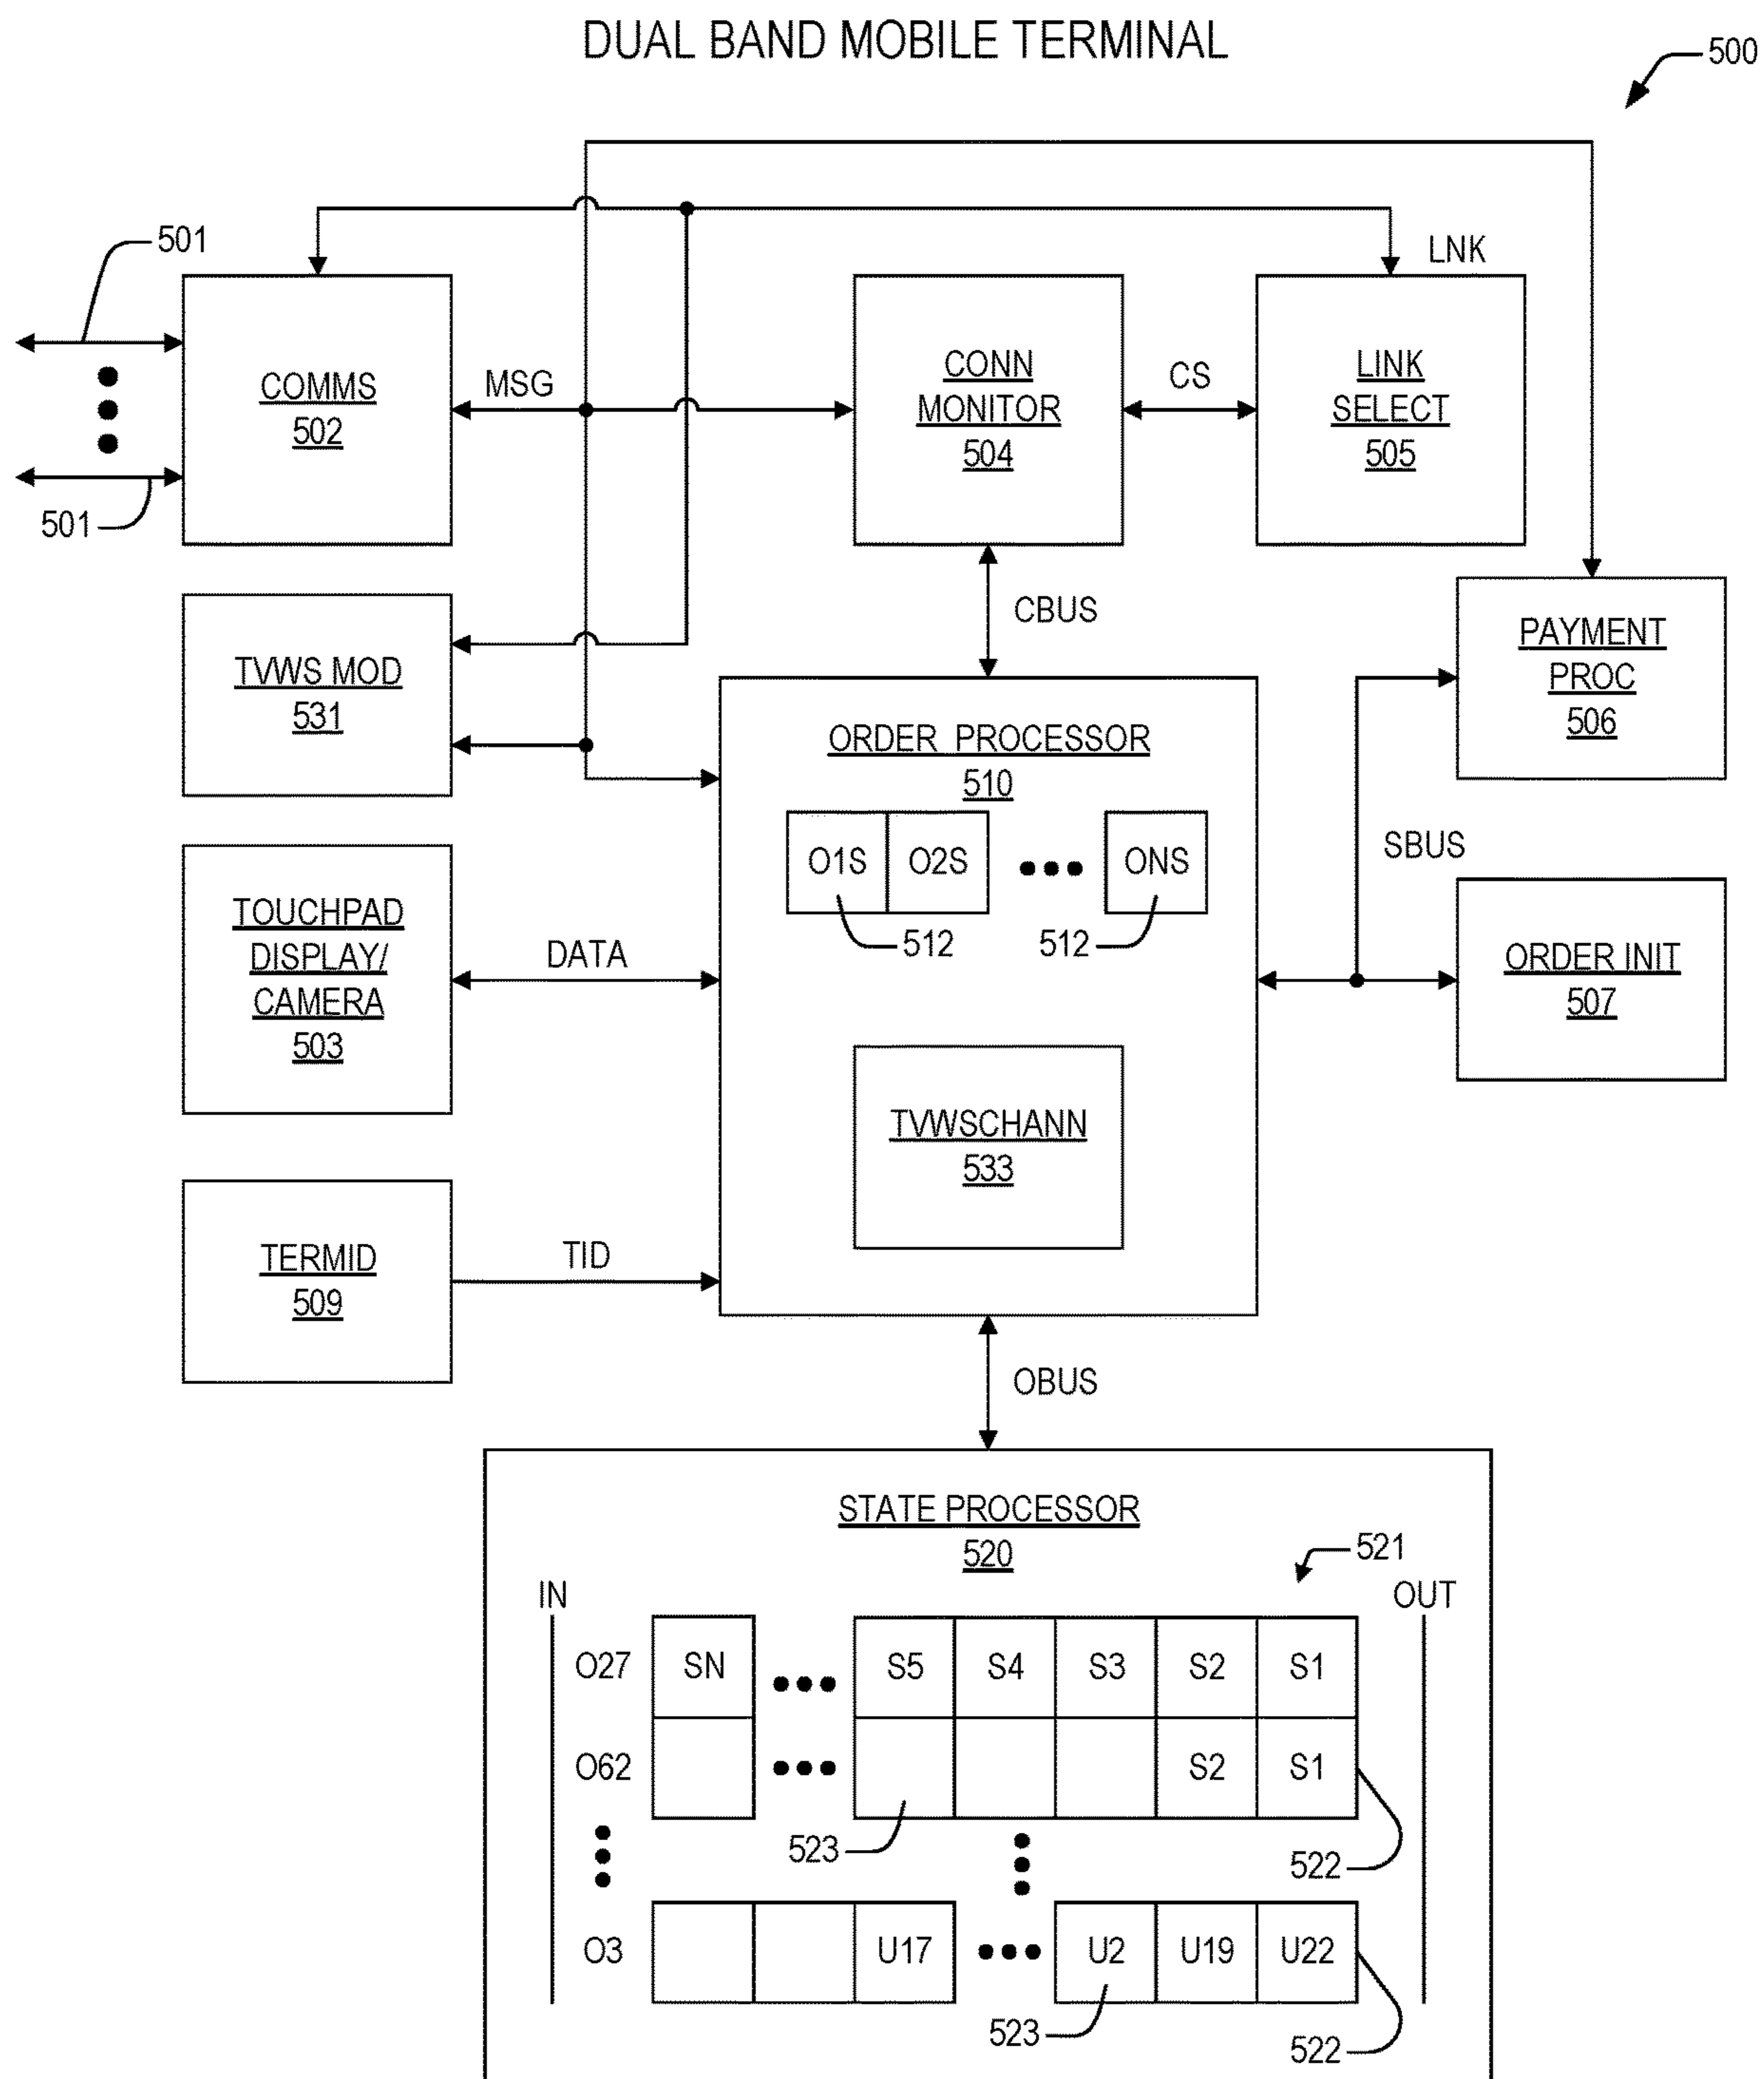 DUAL BAND MOBILE TERMINAL
500
501
LNK
COMMS
502
MSG
CONN
MONITOR
504
CS
LINK
SELECT
505
501
CBUS
TVWS MOD
531
PAYMENT
PROC
506
ORDER PROCESSOR
510
O1S
O2S
ONS
512
512
SBUS
TOUCHPAD
DISPLAY/
CAMERA
503
DATA
ORDER INIT
507
TVWSCHANN
533
TERMID
509
TID
OBUS
STATE PROCESSOR
520
521
IN
OUT
O27 SN S5 S4 S3 S2 S1
O62 S2 S1
523
522
O3 U17 U2 U19 U22
523
522